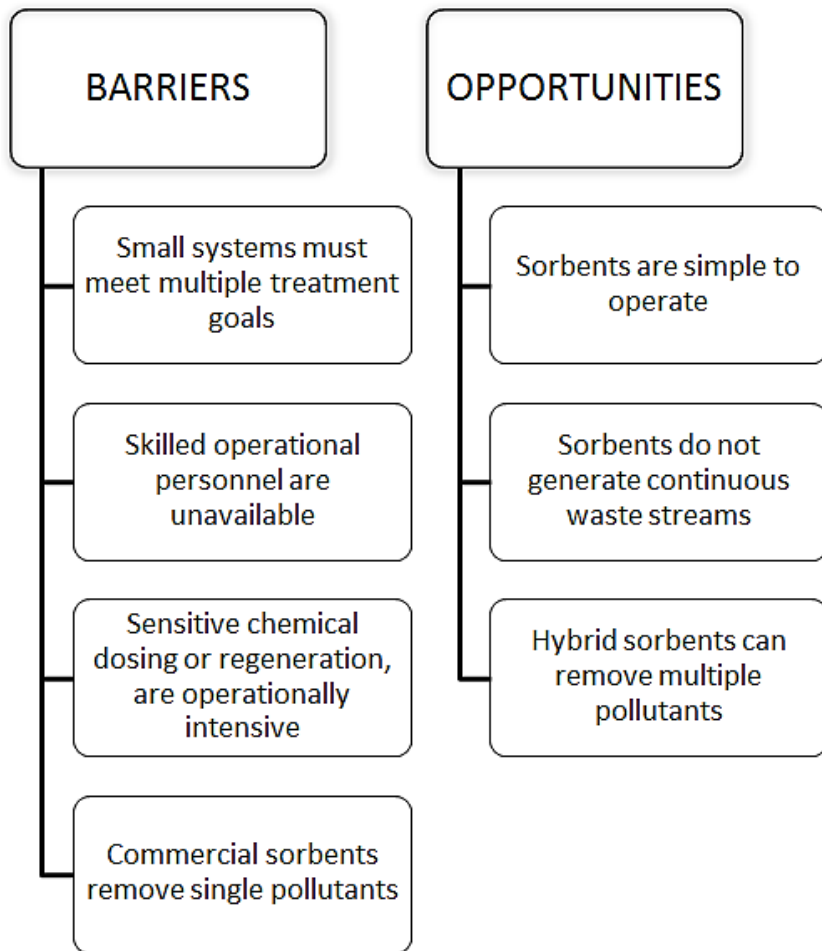 BARRIERS
Small systems must
meet multiple treatment
goals
Skilled operational
personnel are
unavailable
Sensitive chemical
dosing or regeneration,
are operationally
intensive
Commercial sorbents
remove single pollutants
OPPORTUNITIES
Sorbents are simple to
operate
Sorbents do not
generate continuous
waste streams
Hybrid sorbents can
remove multiple
pollutants